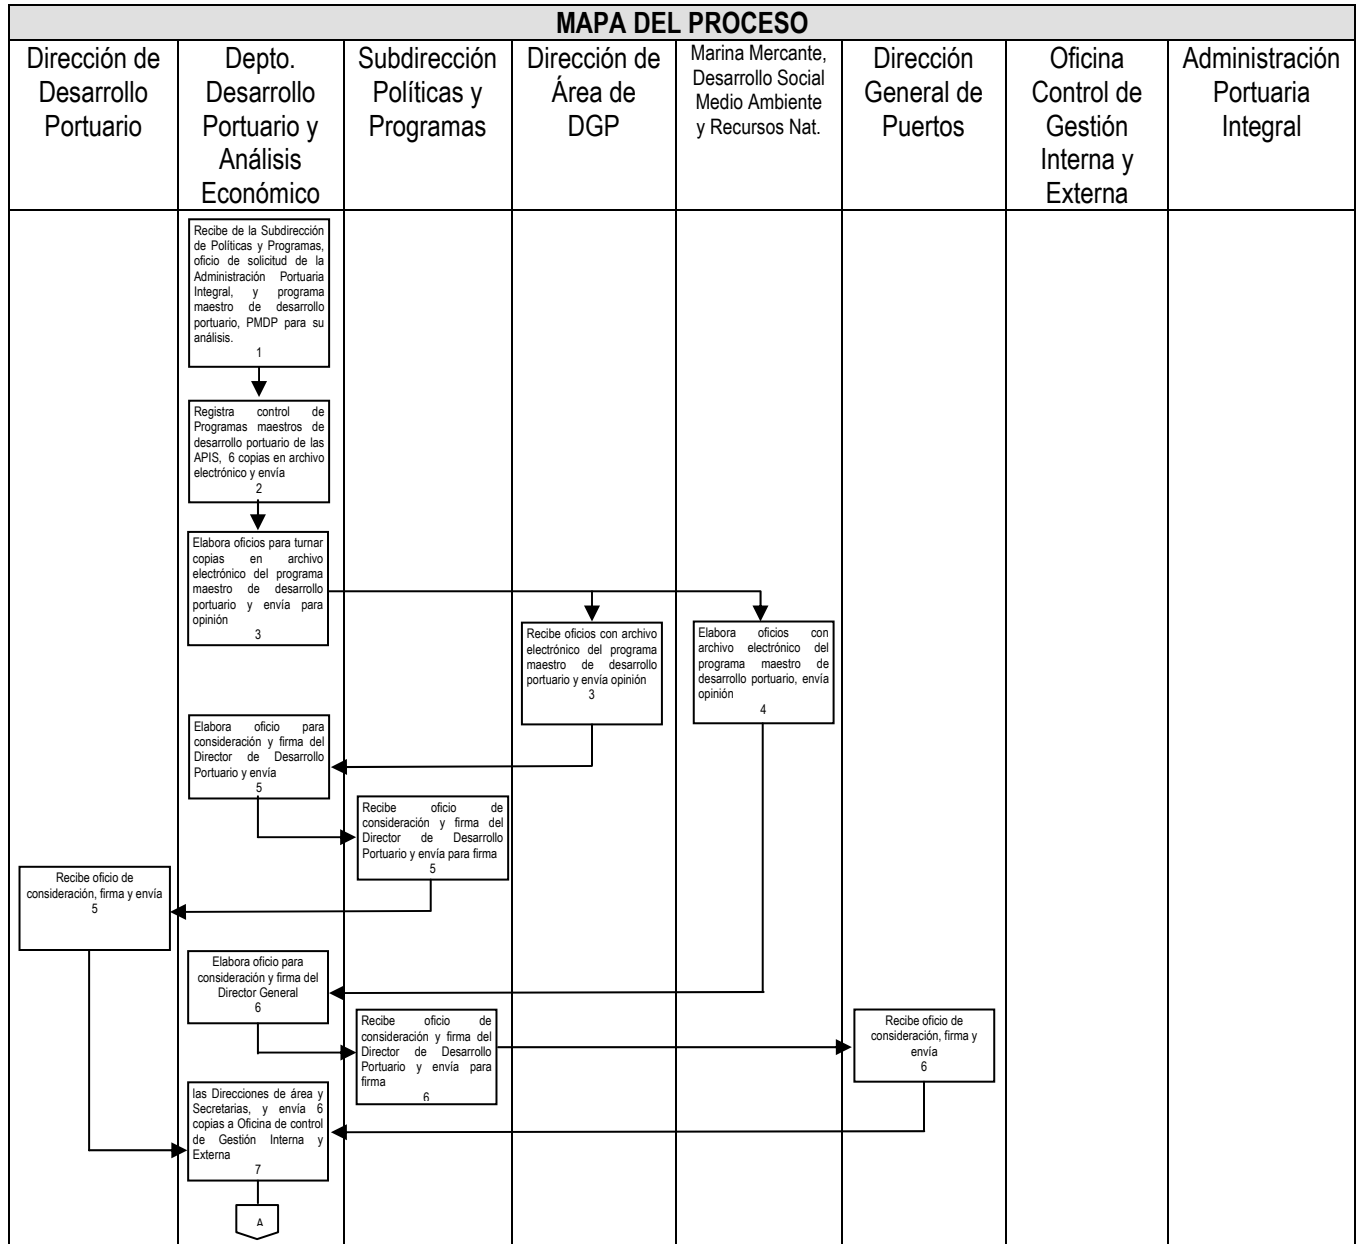 MAPA DEL PROCESO
Dirección de
Desarrollo
Portuario
Depto.
Desarrollo
Portuario y
Análisis
Económico
Subdirección
Políticas y
Programas
Dirección de
Área de
DGP
Marina Mercante,
Desarrollo Social
Medio Ambiente
y Recursos Nat.
Dirección
General de
Puertos
Oficina
Control de
Gestión
Interna y
Externa
Administración
Portuaria
Integral
Recibe de la Subdirección
de Políticas y Programas,
oficio de solicitud de la
Administración Portuaria
Integral, y programa
maestro de desarrollo
portuario, PMDP para su
análisis.
1
Registra control de
Programas maestros de
desarrollo portuario de las
APIS, 6 copias en archivo
electrónico y envía
2
Elabora oficios para turnar
copias en archivo
electrónico del programa
maestro de desarrollo
portuario y envía para
opinión
3
Recibe oficios con archivo
electrónico del programa
maestro de desarrollo
portuario y envía opinión
3
Elabora oficios con
archivo electrónico del
programa maestro de
desarrollo portuario, envía
opinión
4
Elabora oficio para
consideración y firma del
Director de Desarrollo
Portuario y envía
5
Recibe oficio de
consideración y firma del
Director de Desarrollo
Portuario y envía para firma
5
Recibe oficio de
consideración, firma y envía
5
Elabora oficio para
consideración y firma del
Director General
6
Recibe oficio de
consideración y firma del
Director de Desarrollo
Portuario y envía para
firma
6
Recibe oficio de
consideración, firma y
envía
6
las Direcciones de área y
Secretarias, y envía 6
copias a Oficina de control
de Gestión Interna y
Externa
7
A